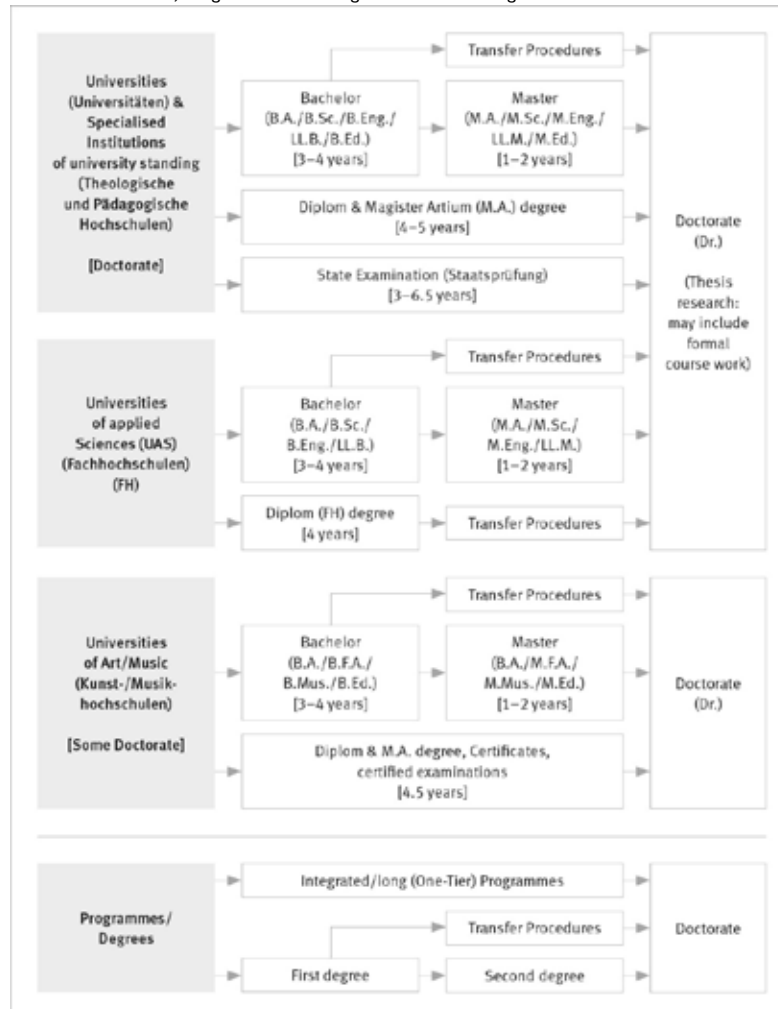 Transfer Procedures
Universities
(Universitäten) &
Specialised
Institutions
of university standing
(Theologische
und Pädagogische
Hochschulen)
[Doctorate]
Bachelor
(B.A./B.Sc./B.Eng./
LL.B./B.Ed.)
[3–4 years]
Master
(M.A./M.Sc./M.Eng./
LL.M./M.Ed.)
[1–2 years]
Diplom & Magister Artium (M.A.) degree
[4–5 years]
State Examination (Staatsprüfung)
[3–6.5 years]
Doctorate
(Dr.)
(Thesis
research:
may include
formal
course work)
Transfer Procedures
Universities
of applied
Sciences (UAS)
(Fachhochschulen)
(FH)
Bachelor
(B.A./B.Sc./
B.Eng./LL.B.)
[3–4 years]
Master
(M.A./M.Sc./
M.Eng./LL.M.)
[1–2 years]
Diplom (FH) degree
[4 years]
Transfer Procedures
Transfer Procedures
Universities
of Art/Music
(Kunst-/Musik-
hochschulen)
[Some Doctorate]
Bachelor
(B.A./B.F.A./
B.Mus./B.Ed.)
[3–4 years]
Master
(B.A./M.F.A./
M.Mus./M.Ed.)
[1–2 years]
Diplom & M.A. degree, Certificates,
certified examinations
[4.5 years]
Doctorate
(Dr.)
Programmes/
Degrees
Integrated/long (One-Tier) Programmes
Transfer Procedures
First degree
Second degree
Doctorate